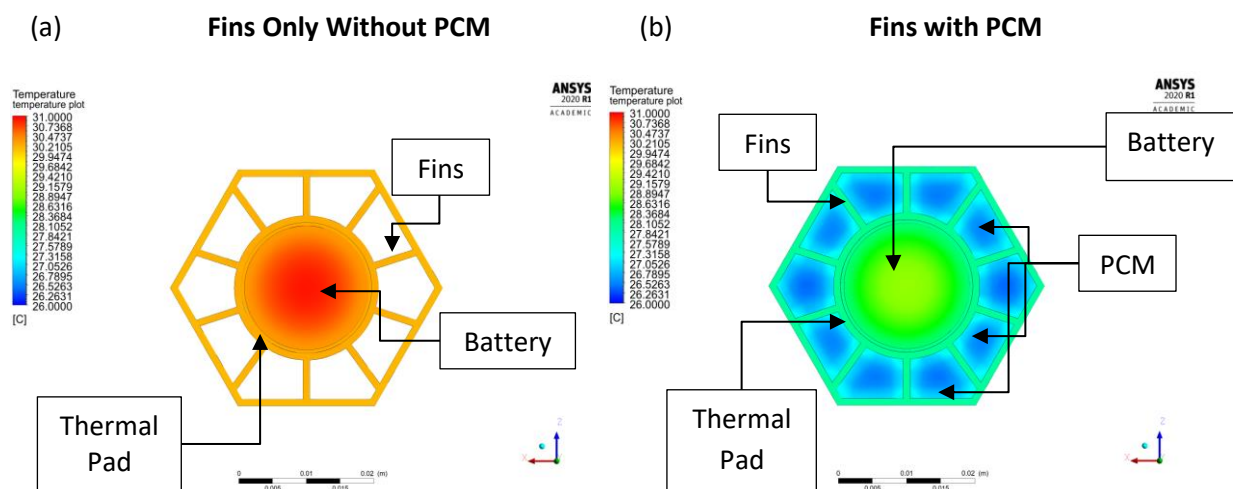 (a)
Fins Only Without PCM
Temperature
temperature plot
31.0000
30.7368
30.4737
30.2105
29.9474
29.6842
29.4210
29.1579
28.8947
28.6316
28.3684
28.1052
27.8421
27.5789
27.3158
27.0526
26.7895
26.5263
26.2631
26.0000
[C]
ANSYS
2020 R1
ACADEMIC
Fins
Battery
Thermal
Pad
0
0.01
0.02 (m)
0.005
0.015
Z
X
(b)
Fins with PCM
Temperature
temperature plot
31.0000
30.7368
30.4737
30.2105
29.9474
29.6842
29.4210
29.1579
28.8947
28.6316
28.3684
28.1052
27.8421
27.5789
27.3158
27.0526
26.7895
26.5263
26.2631
26.0000
[C]
ANSYS
2020 R1
ACADEMIC
Fins
Battery
PCM
Thermal
Pad
0
0.01
0.02 (m)
0.005
0.015
Z
X